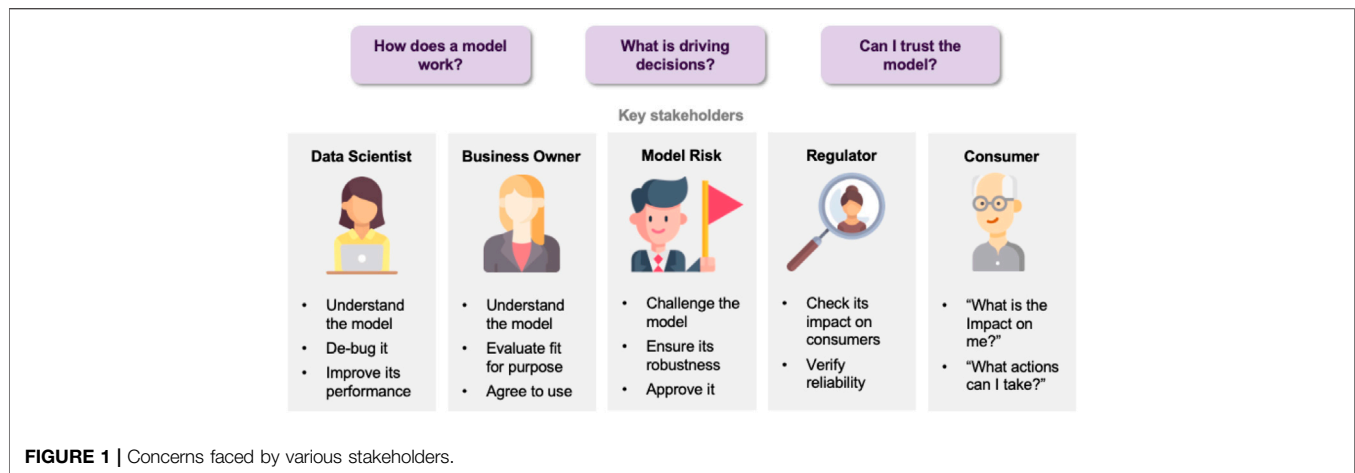 How does a model
work?
What is driving
decisions?
Can I trust the
model?
Key stakeholders
Data Scientist
• Understand
the model
• De-bug it
• Improve its
performance
Business Owner
• Understand
the model
• Evaluate fit
for purpose
• Agree to use
Model Risk
• Challenge the
model
• Ensure its
robustness
• Approve it
Regulator
• Check its
impact on
consumers
• Verify
reliability
Consumer
• “What is the
Impact on
me?”
• “What actions
can I take?”
FIGURE 1 | Concerns faced by various stakeholders.